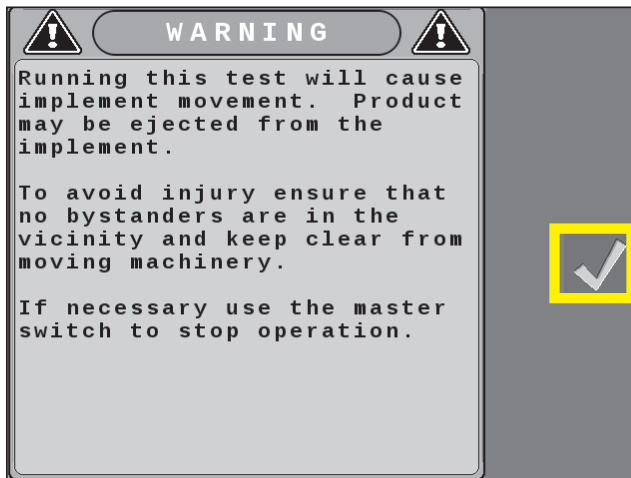 WARNING
Running this test will cause
implement movement. Product
may be ejected from the
implement.
To avoid injury ensure that
no bystanders are in the
vicinity and keep clear from
moving machinery.
If necessary use the master
switch to stop operation.